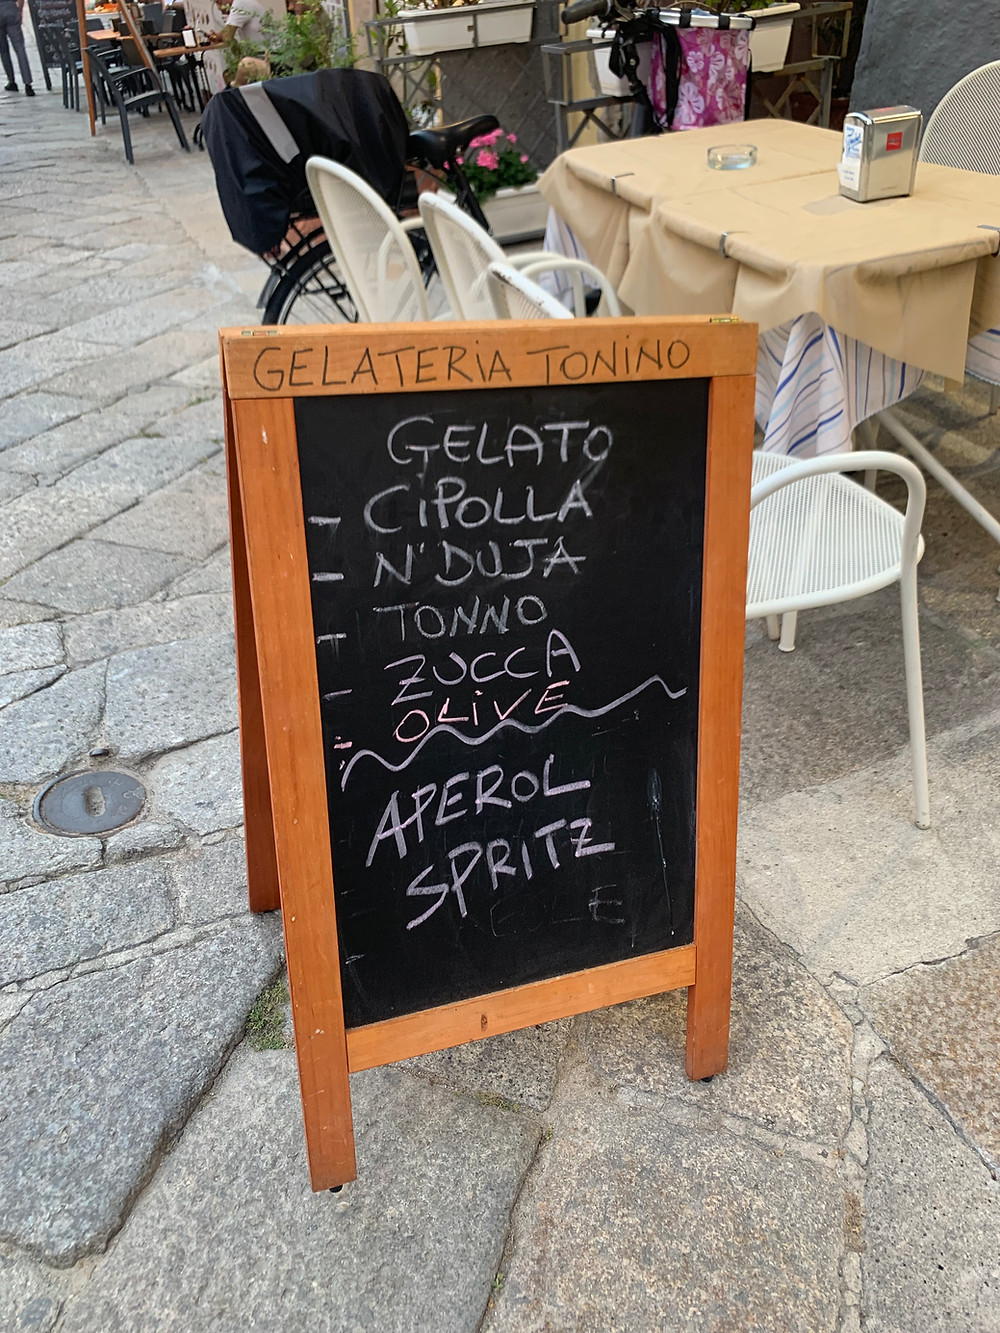 GELATERIA TONINO
GELATO
- CIPOLLA
- N'DUJA
- TONNO
- ZUCCA
- OLIVE
APEROL
SPRITZ